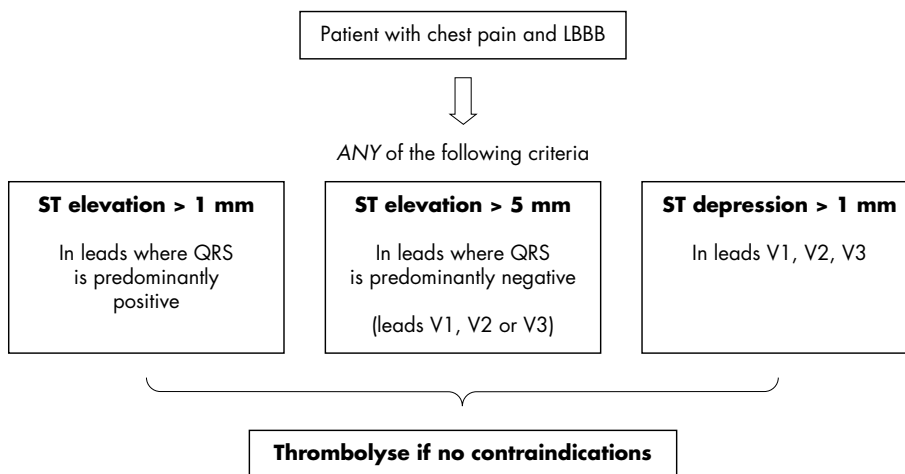 Patient with chest pain and LBBB
ANY of the following criteria
ST elevation > 1 mm
In leads where QRS
is predominantly
positive
ST elevation > 5 mm
In leads where QRS
is predominantly negative
(leads V1, V2 or V3)
ST depression > 1 mm
In leads V1, V2, V3
Thrombolyse if no contraindications